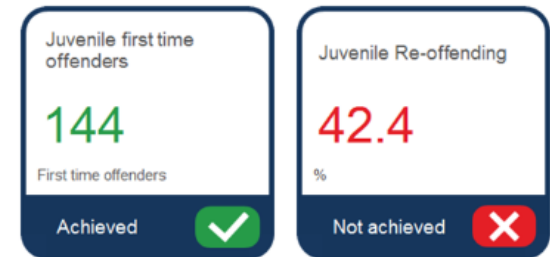 Juvenile first time
offenders
144
First time offenders
Achieved
Juvenile Re-offending
42.4
%
Not achieved